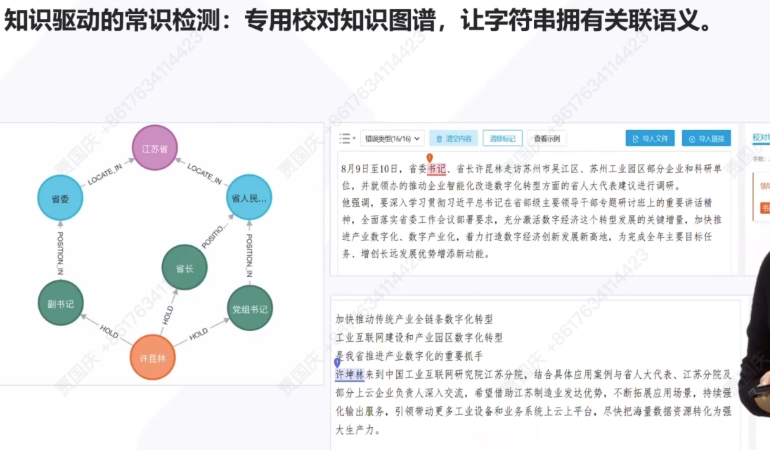 知识驱动的常识检测：专用校对知识图谱，让字符串拥有关联语义。
江苏省
LOCATE_IN
LOCATE_IN
省委
省人民…
POSITION_IN
POSITIO…
POSITION_IN
省长
副书记
党组书记
HOLD
HOLD
HOLD
许昆林
错误类型(16/16)
清空内容
清除标记
查看示例
导入文件
导入链接
8月9日至10日，省委书记、省长许昆林走访苏州市吴江区、苏州工业园区部分企业和科研单
位，并就领办的推动企业智能化改造数字化转型方面的省人大代表建议进行调研。
他强调，要深入学习贯彻习近平总书记在省部级主要领导干部专题研讨班上的重要讲话精
神，全面落实省委工作会议部署要求，充分激活数字经济这个转型发展的关键增量，加快推
进产业数字化、数字产业化，着力打造数字经济创新发展新高地，为完成全年主要目标任
务、增创长远发展优势增添新动能。
加快推动传统产业全链条数字化转型
工业互联网建设和产业园区数字化转型
是我省推进产业数字化的重要抓手
许坤林来到中国工业互联网研究院江苏分院，结合具体应用案例与省人大代表、江苏分院及
部分上云企业负责人深入交流，希望借助江苏制造业发达优势，不断拓展应用场景，持续强
化输出服务，引领带动更多工业设备和业务系统上云上平台，尽快把海量数据资源转化为强
大生产力。
贾国庆 +8617634114423